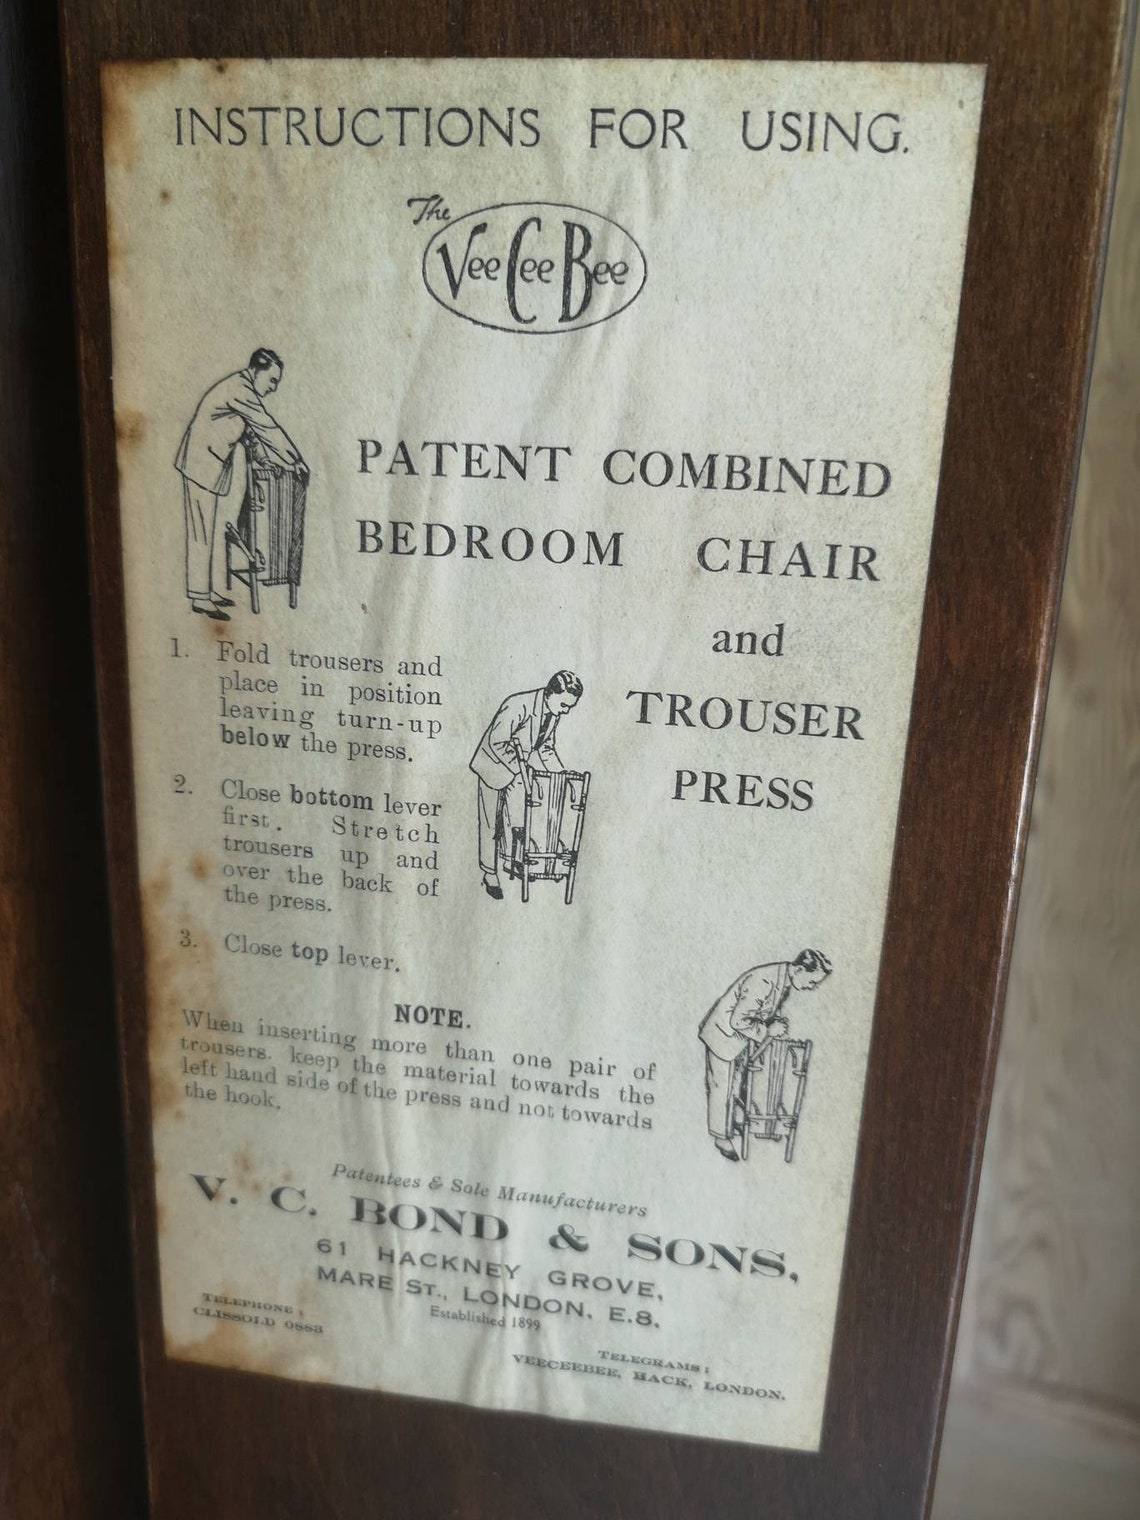 INSTRUCTIONS FOR USING.
The
Vee Cee Bee
PATENT COMBINED
BEDROOM CHAIR
and
TROUSER
PRESS
1. Fold trousers and
place in position
leaving turn-up
below the press.
2. Close bottom lever
first. Stretch
trousers up and
over the back of
the press.
3. Close top lever.
NOTE.
When inserting more than one pair of
trousers. keep the material towards the
left hand side of the press and not towards
the hook.
Patentees & Sole Manufacturers
V. C. BOND & SONS,
61 HACKNEY GROVE,
MARE ST., LONDON, E.8.
Established 1899
TELEPHONE:
CLISSOLD 0883
TELEGRAMS:
VEECEEBEE, HACK, LONDON.